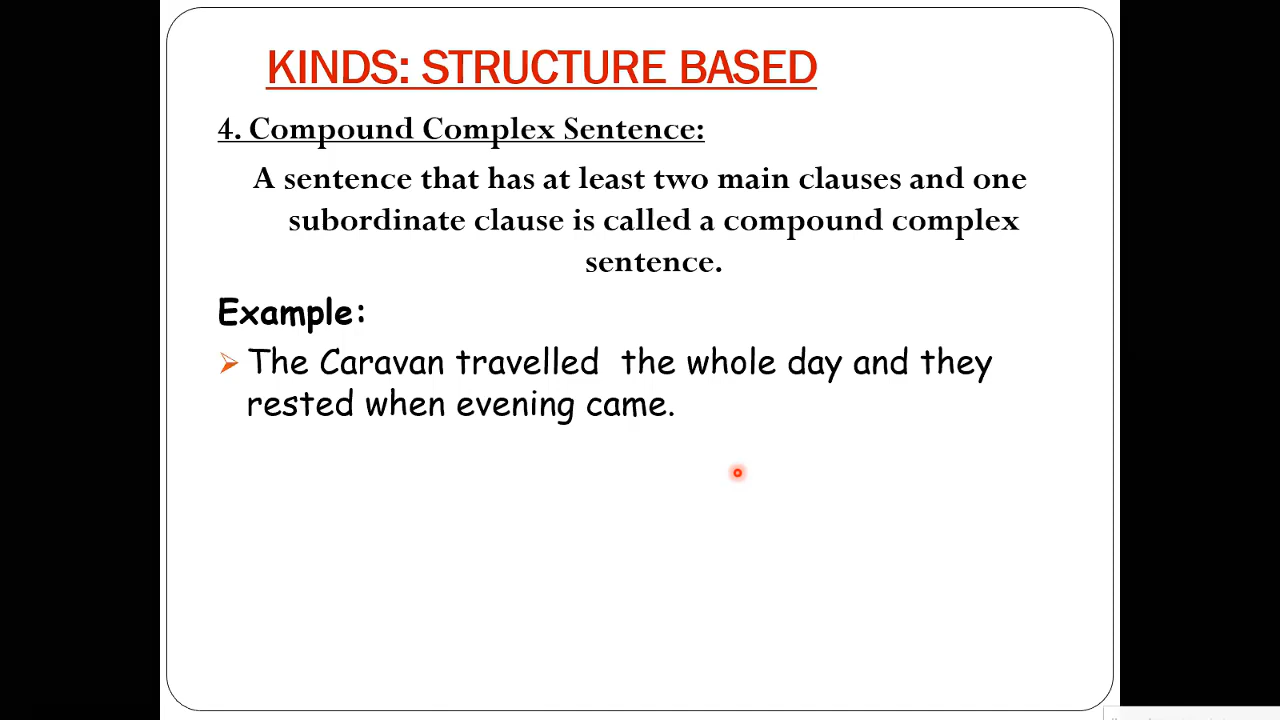 KINDS: STRUCTURE BASED
4. Compound Complex Sentence:
A sentence that has at least two main clauses and one
subordinate clause is called a compound complex
sentence.
Example:
The Caravan travelled the whole day and they
rested when evening came.